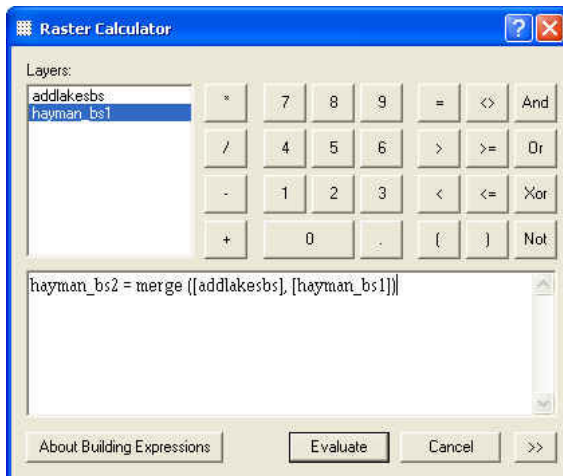 Raster Calculator
Layers:
addlakesbs
hayman_bs1
* 7 8 9 = <> And
/ 4 5 6 > >= Or
- 1 2 3 < <= Xor
+ 0 . ( ) Not
hayman_bs2 = merge ([addlakesbs], [hayman_bs1])
About Building Expressions Evaluate Cancel >>